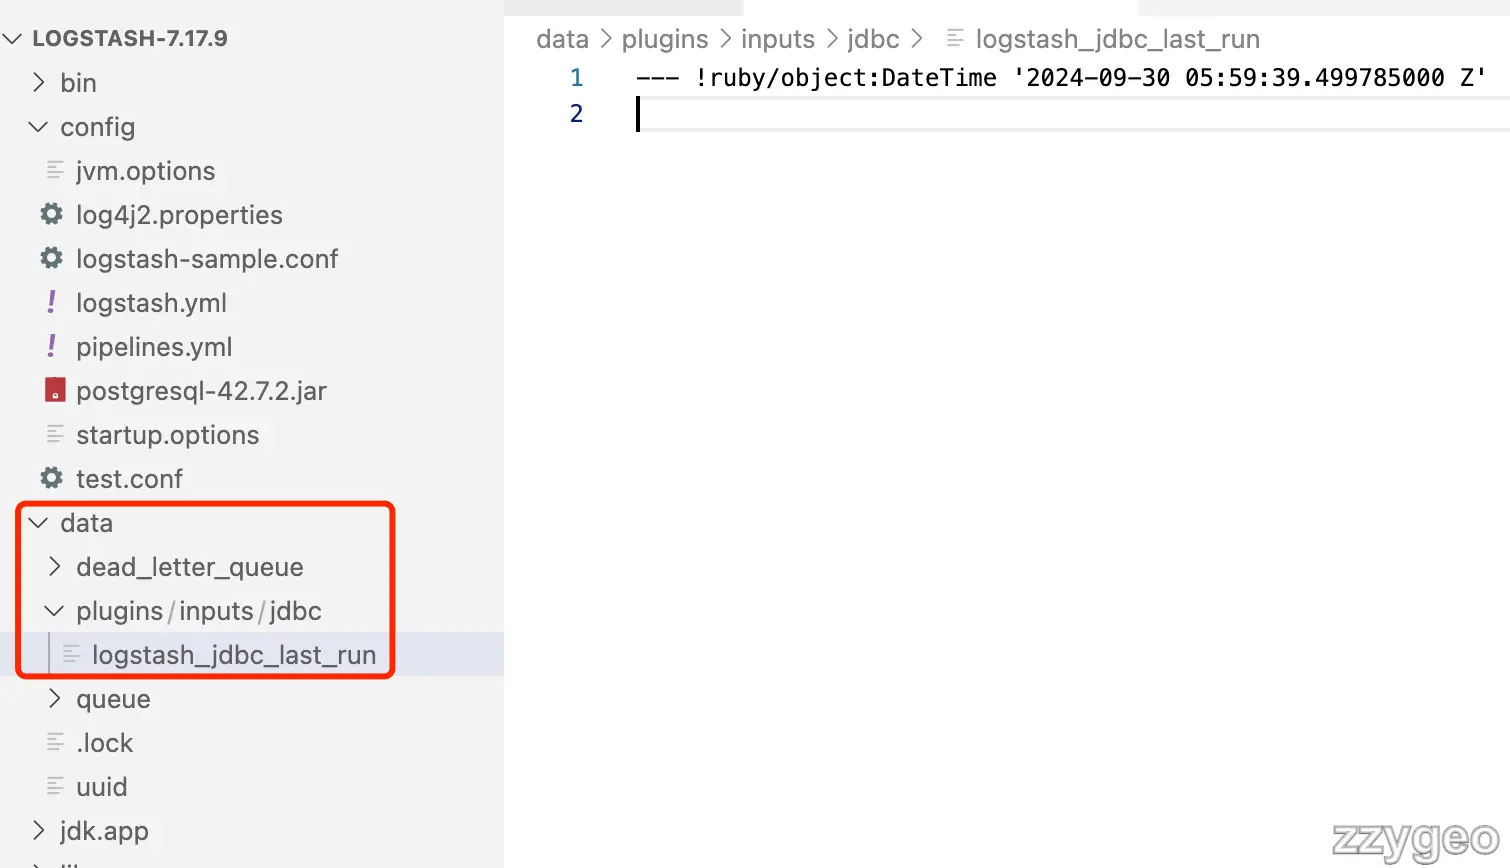 LOGSTASH-7.17.9
bin
config
jvm.options
log4j2.properties
logstash-sample.conf
! logstash.yml
! pipelines.yml
postgresql-42.7.2.jar
startup.options
test.conf
data
dead_letter_queue
plugins/inputs/jdbc
logstash_jdbc_last_run
queue
.lock
uuid
jdk.app
data > plugins > inputs > jdbc > logstash_jdbc_last_run
1 --- !ruby/object:DateTime '2024-09-30 05:59:39.499785000 Z'
2
zzygeo